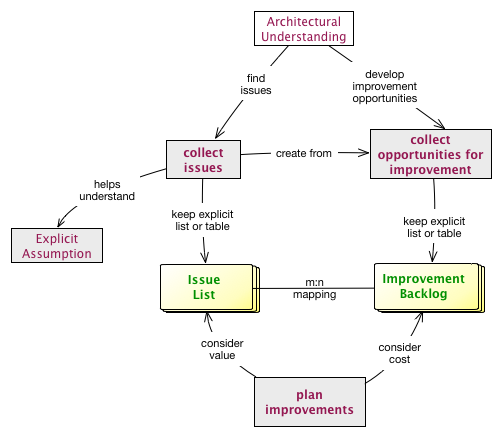 Architectural
Understanding
find
issues
develop
improvement
opportunities
collect
issues
create from
collect
opportunities for
improvement
helps
understand
keep explicit
list or table
keep explicit
list or table
Explicit
Assumption
Issue
List
m:n
mapping
Improvement
Backlog
consider
value
consider
cost
plan
improvements